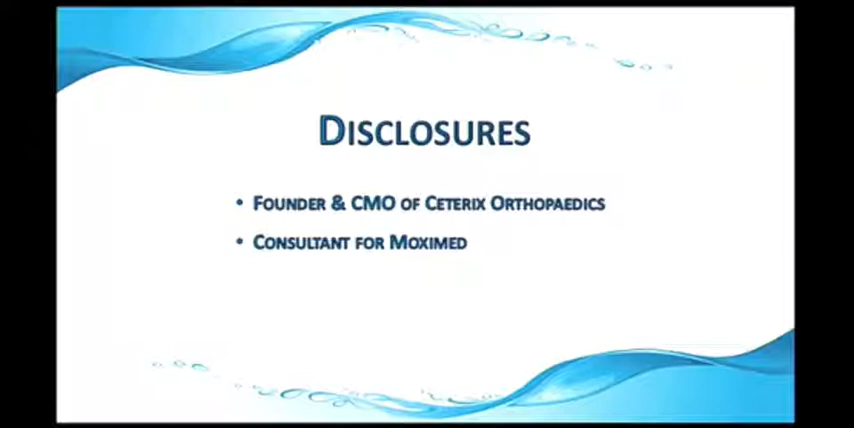 DISCLOSURES
• FOUNDER & CMO OF CETERIX ORTHOPAEDICS
• CONSULTANT FOR MOXIMED